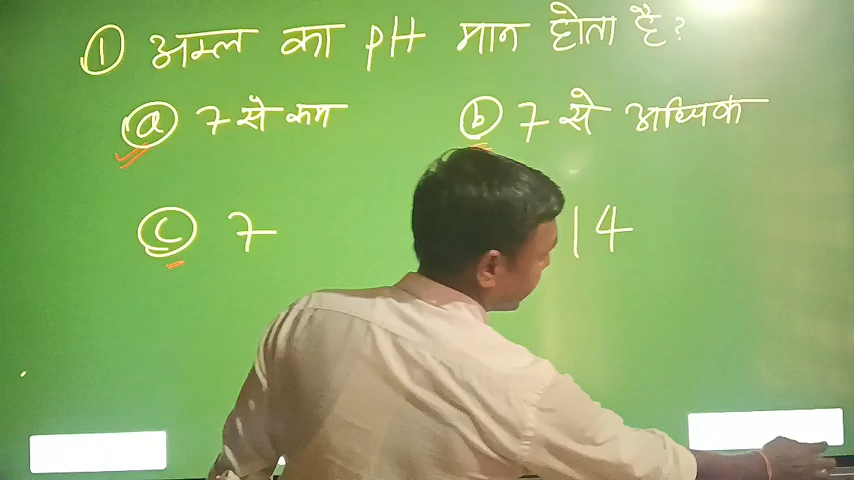 ① अम्ल का pH मान होता है?
ⓐ 7 से कम ⓑ 7 से अधिक
ⓒ 7 14